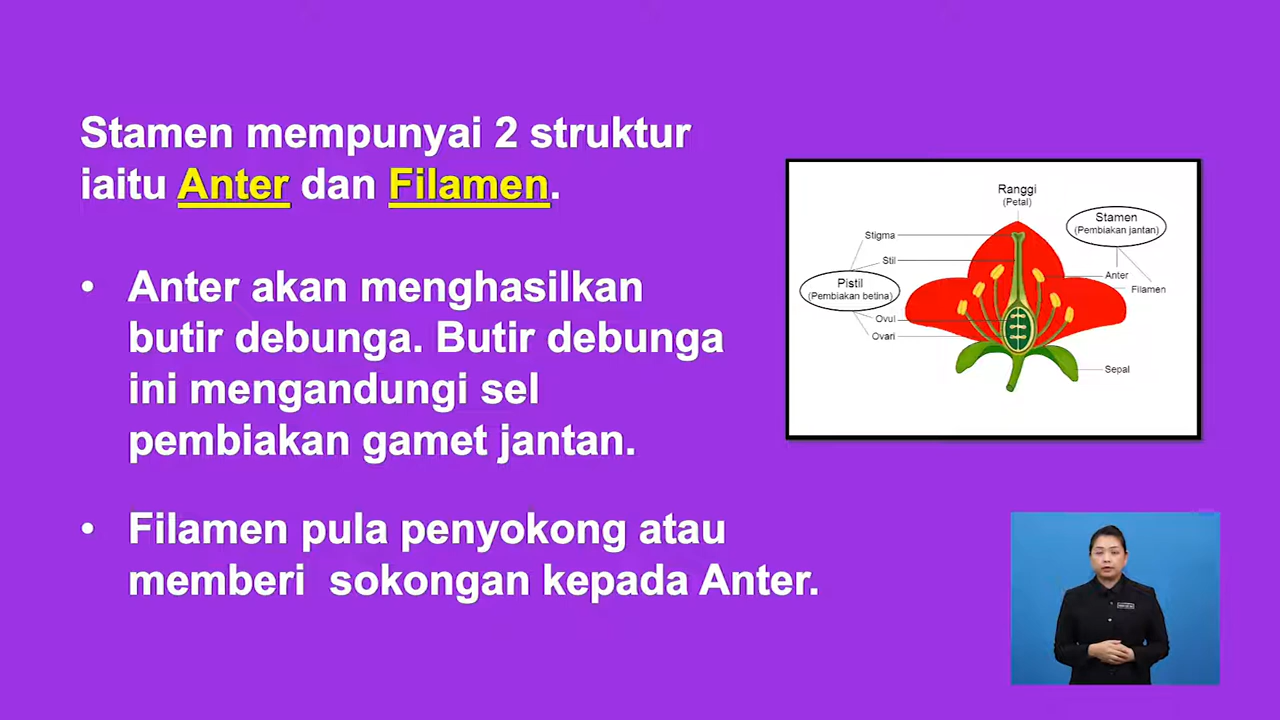 Stamen mempunyai 2 struktur
iaitu Anter dan Filamen.
• Anter akan menghasilkan
butir debunga. Butir debunga
ini mengandungi sel
pembiakan gamet jantan.
• Filamen pula penyokong atau
memberi  sokongan kepada Anter.
Ranggi
(Petal)
Stamen
(Pembiakan jantan)
Stigma
Stil
Anter
Filamen
Pistil
(Pembiakan betina)
Ovul
Ovari
Sepal